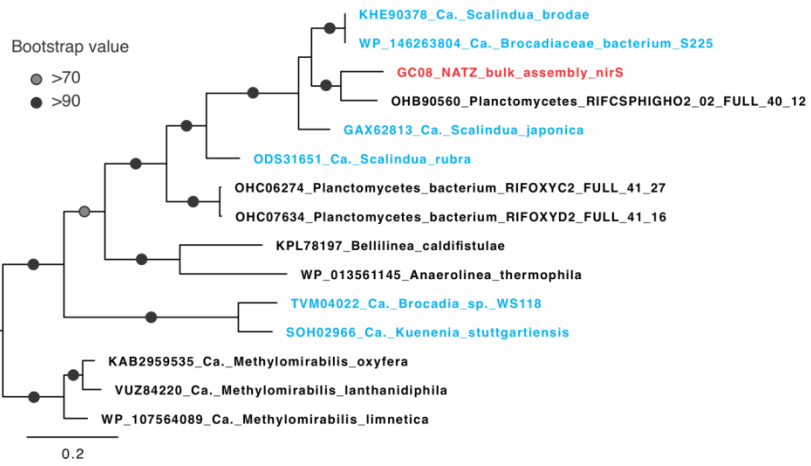 KHE90378_Ca._Scalindua_brodae
Bootstrap value
WP_146263804_Ca._Brocadiaceae_bacterium_S225
>70
GC08_NATZ_bulk_assembly_nirS
>90
OHB90560_Planctomycetes_RIFCSPHIGHO2_02_FULL_40_12
GAX62813_Ca._Scalindua_japonica
ODS31651_Ca._Scalindua_rubra
OHC06274_Planctomycetes_bacterium_RIFOXYC2_FULL_41_27
OHC07634_Planctomycetes_bacterium_RIFOXYD2_FULL_41_16
KPL78197_Bellilinea_caldifistulae
WP_013561145_Anaerolinea_thermophila
TVM04022_Ca._Brocadia_sp._WS118
SOH02966_Ca._Kuenenia_stuttgartiensis
KAB2959535_Ca._Methylomirabilis_oxyfera
VUZ84220_Ca._Methylomirabilis_lanthanidiphila
WP_107564089_Ca._Methylomirabilis_limnetica
0.2